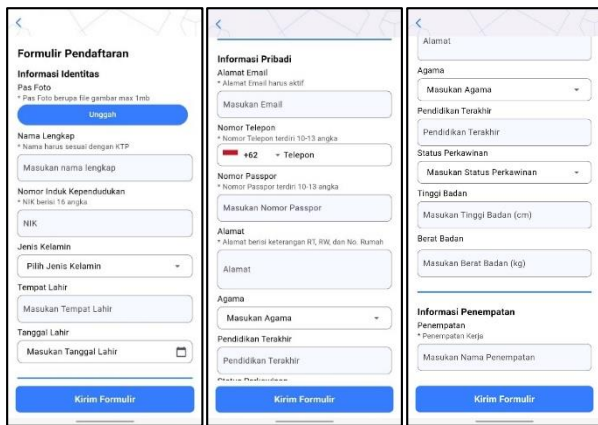 Formulir Pendaftaran
Informasi Identitas
Pas Foto
* Pas Foto berupa file gambar max 1mb
Unggah
Nama Lengkap
* Nama harus sesuai dengan KTP
Masukan nama lengkap
Nomor Induk Kependudukan
* NIK berisi 16 angka
NIK
Jenis Kelamin
Pilih Jenis Kelamin
Tempat Lahir
Masukan Tempat Lahir
Tanggal Lahir
Masukan Tanggal Lahir
Kirim Formulir
Informasi Pribadi
Alamat Email
* Alamat Email harus aktif
Masukan Email
Nomor Telepon
* Nomor Telepon terdiri 10-13 angka
+62 Telepon
Nomor Passpor
* Nomor Passpor terdiri 10-13 angka
Masukan Nomor Passpor
Alamat
* Alamat berisi keterangan RT, RW, dan No. Rumah
Alamat
Agama
Masukan Agama
Pendidikan Terakhir
Pendidikan Terakhir
Status Perkawinan
Kirim Formulir
Alamat
Agama
Masukan Agama
Pendidikan Terakhir
Pendidikan Terakhir
Status Perkawinan
Masukan Status Perkawinan
Tinggi Badan
Masukan Tinggi Badan (cm)
Berat Badan
Masukan Berat Badan (kg)
Informasi Penempatan
Penempatan
* Penempatan Kerja
Masukan Nama Penempatan
Kirim Formulir